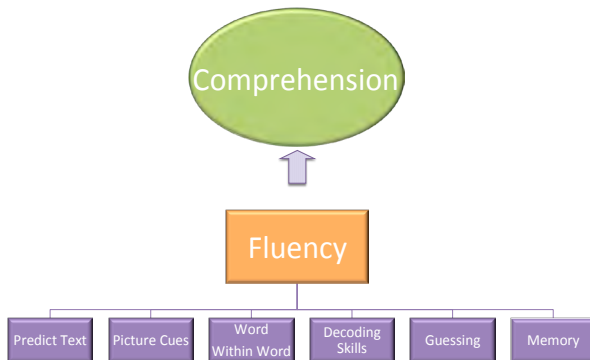 Comprehension
Fluency
Predict Text
Picture Cues
Word
Within Word
Decoding
Skills
Guessing
Memory